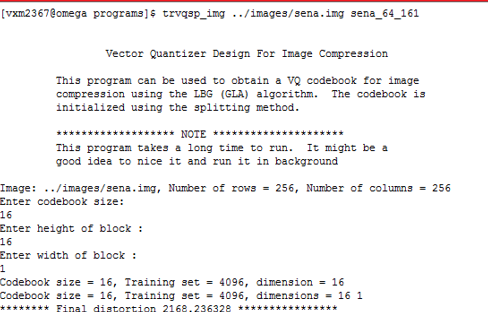 [vxm2367@omega programs]$ trvqsp_img ../images/sena.img sena_64_161
Vector Quantizer Design For Image Compression
This program can be used to obtain a VQ codebook for image
compression using the LBG (GLA) algorithm. The codebook is
initialized using the splitting method.
******************* NOTE *********************
This program takes a long time to run. It might be a
good idea to nice it and run it in background
Image: ../images/sena.img, Number of rows = 256, Number of columns = 256
Enter codebook size:
16
Enter height of block :
16
Enter width of block :
1
Codebook size = 16, Training set = 4096, dimension = 16
Codebook size = 16, Training set = 4096, dimensions = 16 1
******** Final distortion 2168.236328 ****************